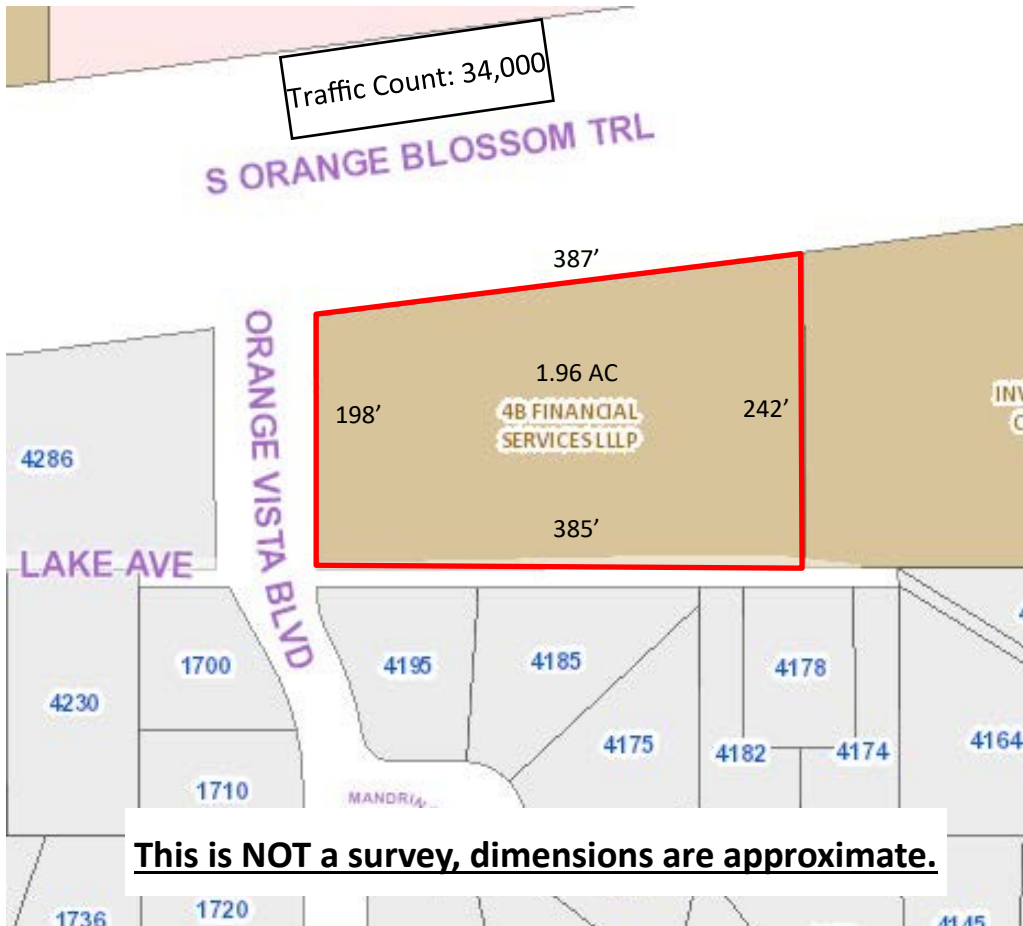 Traffic Count: 34,000
S ORANGE BLOSSOM TRL
387’
ORANGE VISTA BLVD
1.96 AC
198’
4B FINANCIAL
SERVICES LLLP
242’
4286
385’
LAKE AVE
1700
4195
4185
4178
4230
4175
4182
4174
4164
1710
This is NOT a survey, dimensions are approximate.
1736
1720
4145